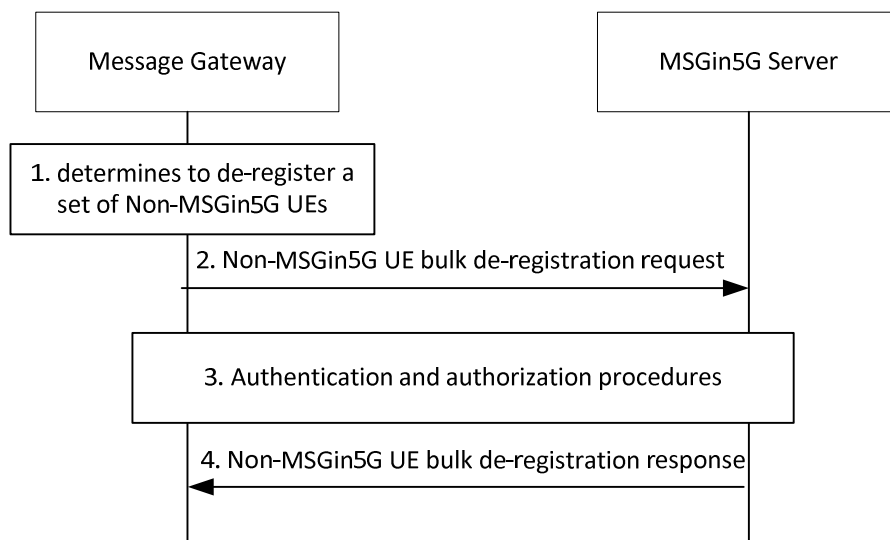 Message Gateway
MSGin5G Server
1. determines to de-register a
set of Non-MSGin5G UEs
2. Non-MSGin5G UE bulk de-registration request
3. Authentication and authorization procedures
4. Non-MSGin5G UE bulk de-registration response